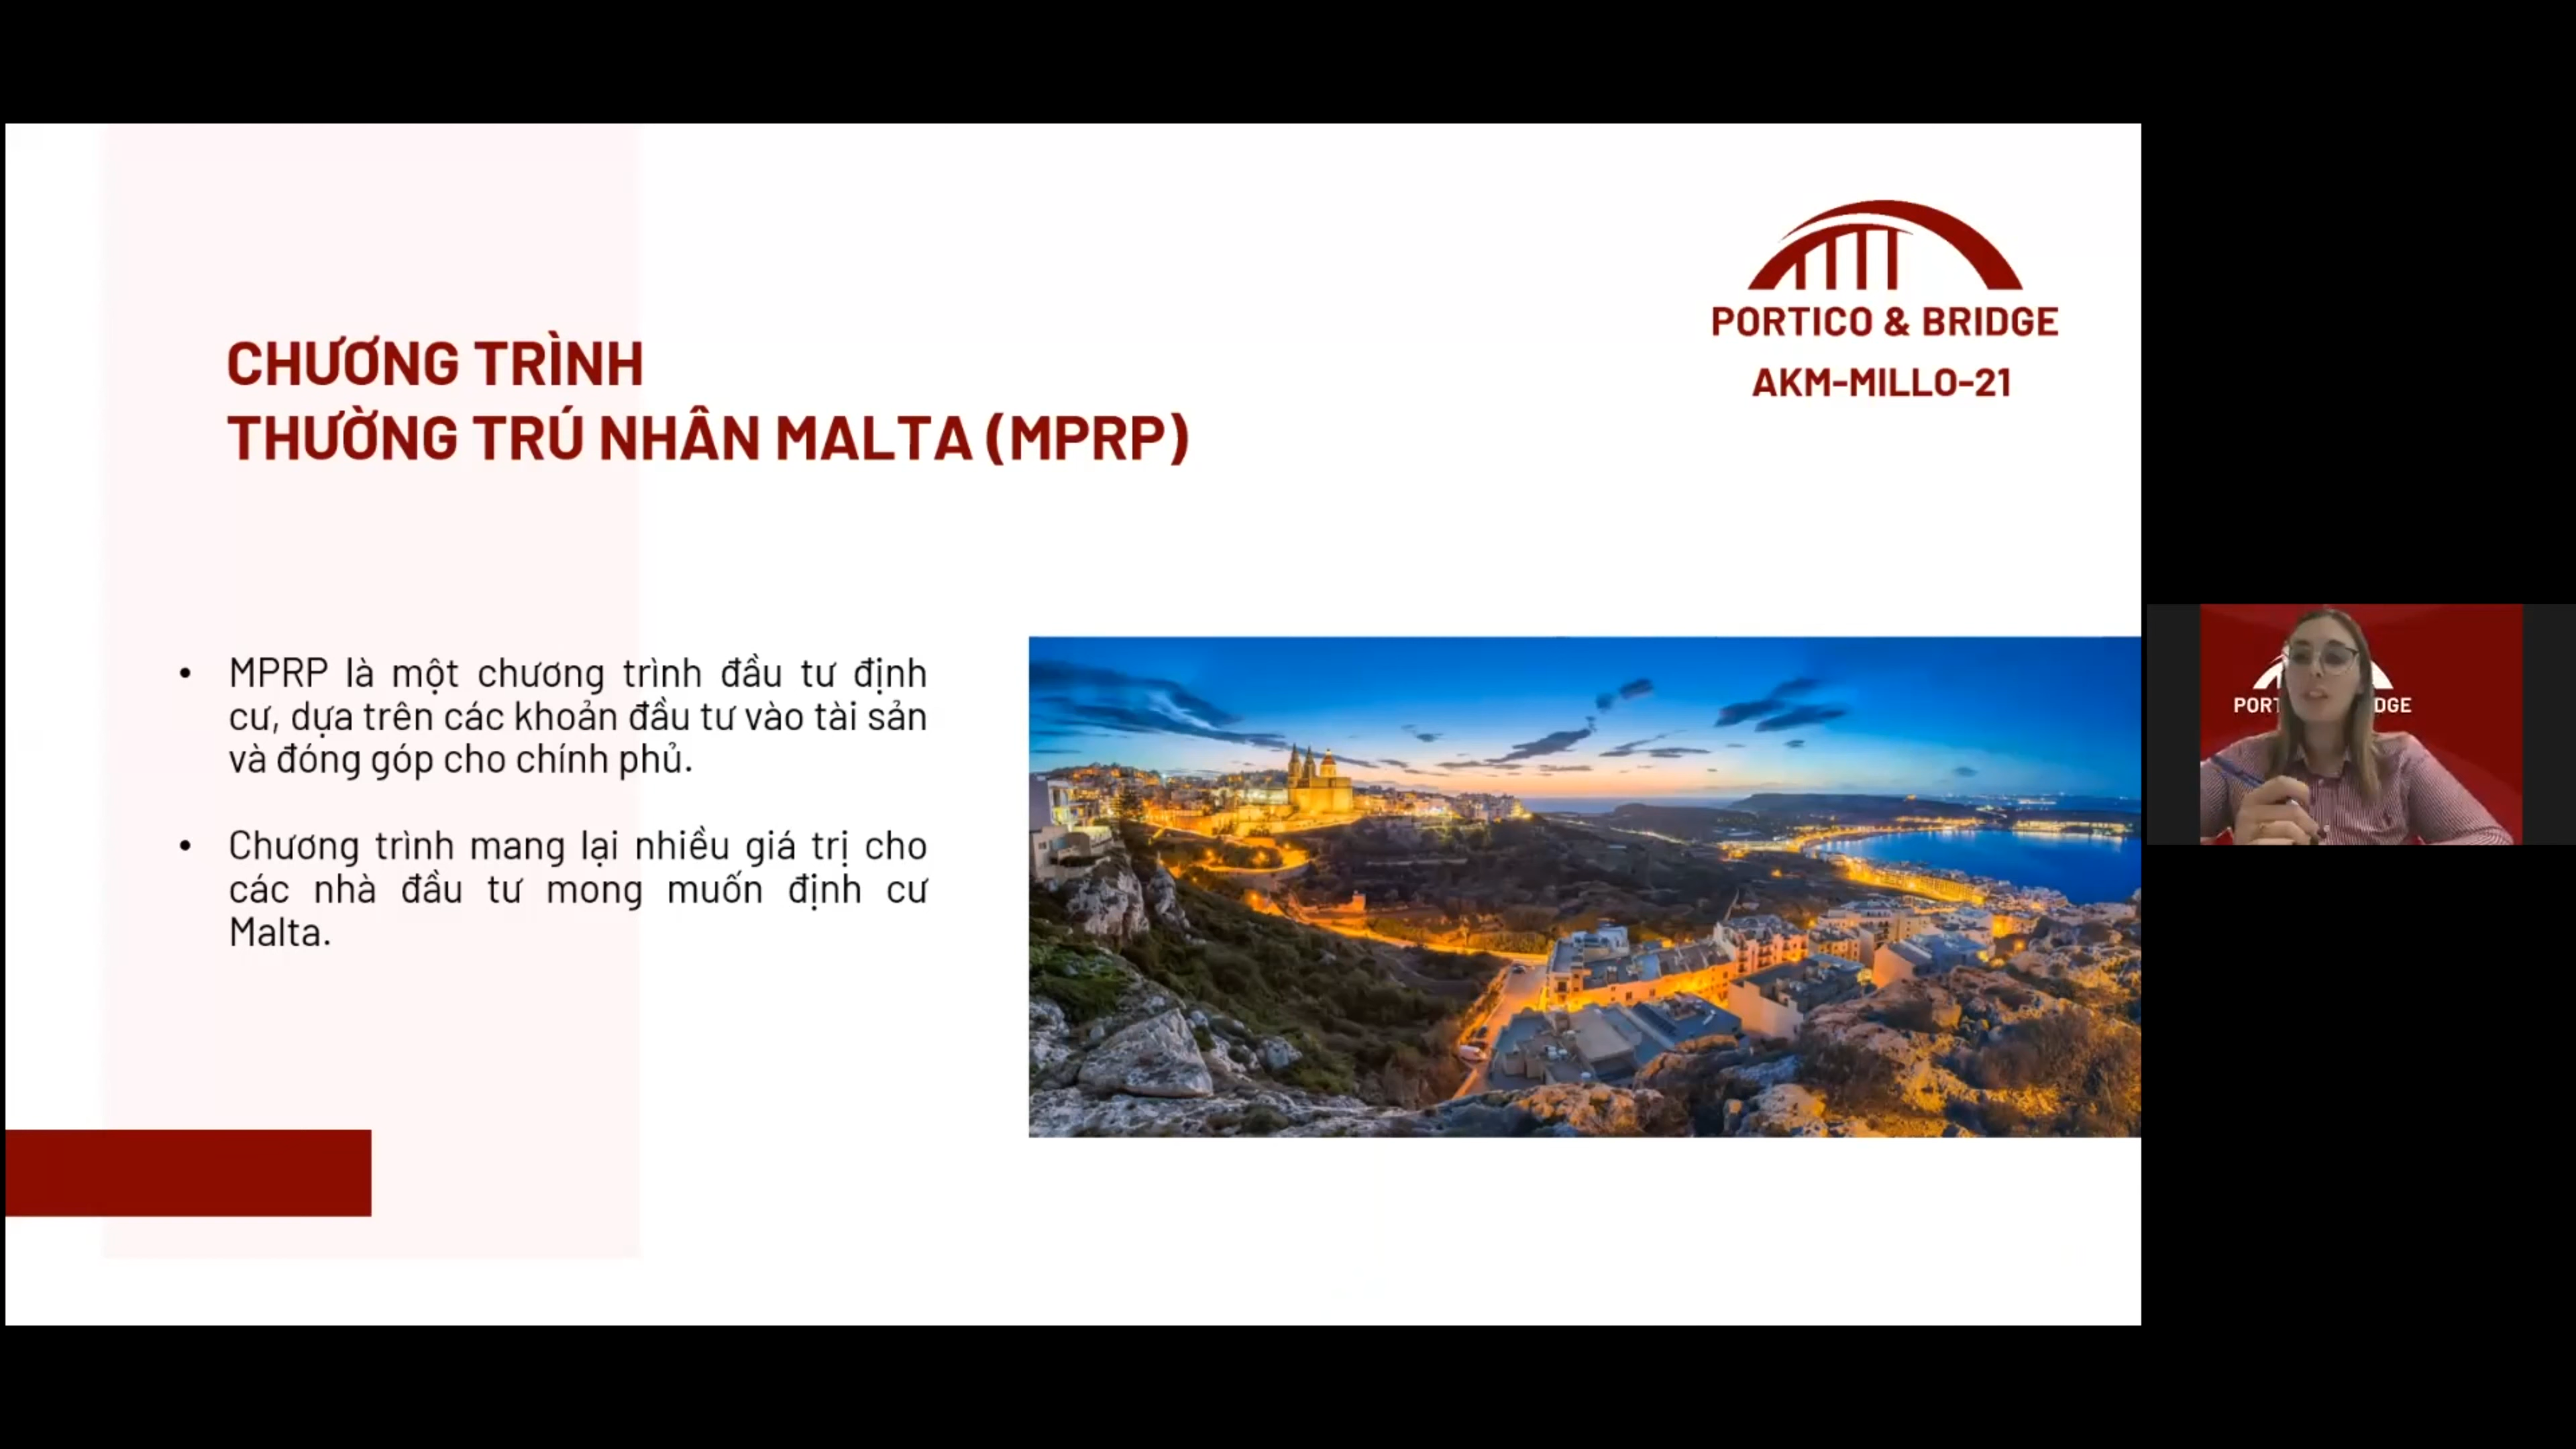 PORTICO & BRIDGE
AKM-MILLO-21
CHƯƠNG TRÌNH
THƯỜNG TRÚ NHÂN MALTA (MPRP)
• MPRP là một chương trình đầu tư định
cư, dựa trên các khoản đầu tư vào tài sản
và đóng góp cho chính phủ.
• Chương trình mang lại nhiều giá trị cho
các nhà đầu tư mong muốn định cư
Malta.
PORT DGE